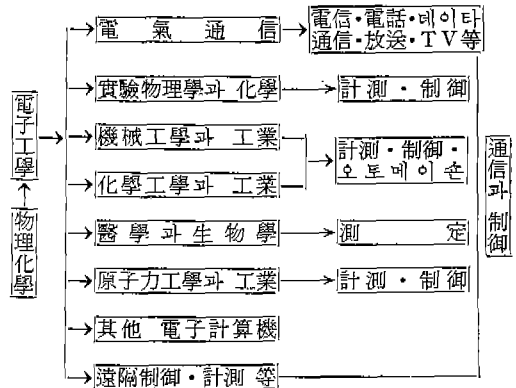 電氣通信
電信・電話・데이타
通信・放送・TV等
實驗物理學과 化學
計測・制御
機械工學과 工業
計測・制御・
오토메이숀
化學工學과 工業
醫學과 生物學
測定
原子力工學과 工業
計測・制御
其他 電子計算機
遠隔制御・計測 等
電子工學
物理化學
通信과 制御